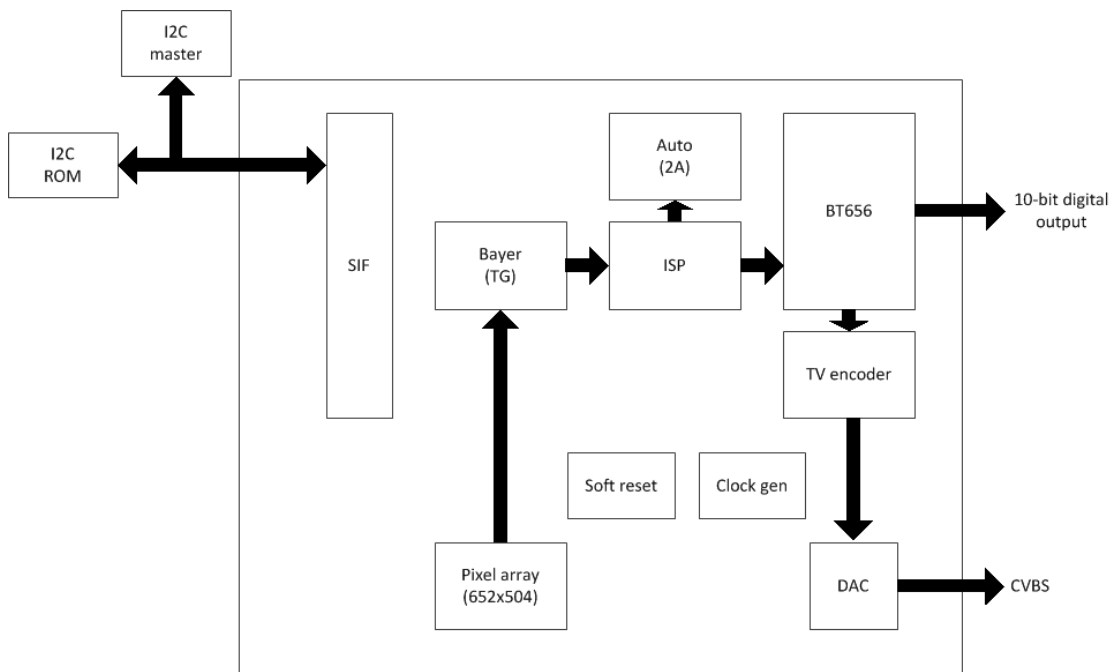 I2C
master
I2C
ROM
SIF
Auto
(2A)
BT656
10-bit digital
output
Bayer
(TG)
ISP
TV encoder
Soft reset
Clock gen
Pixel array
(652x504)
DAC
CVBS